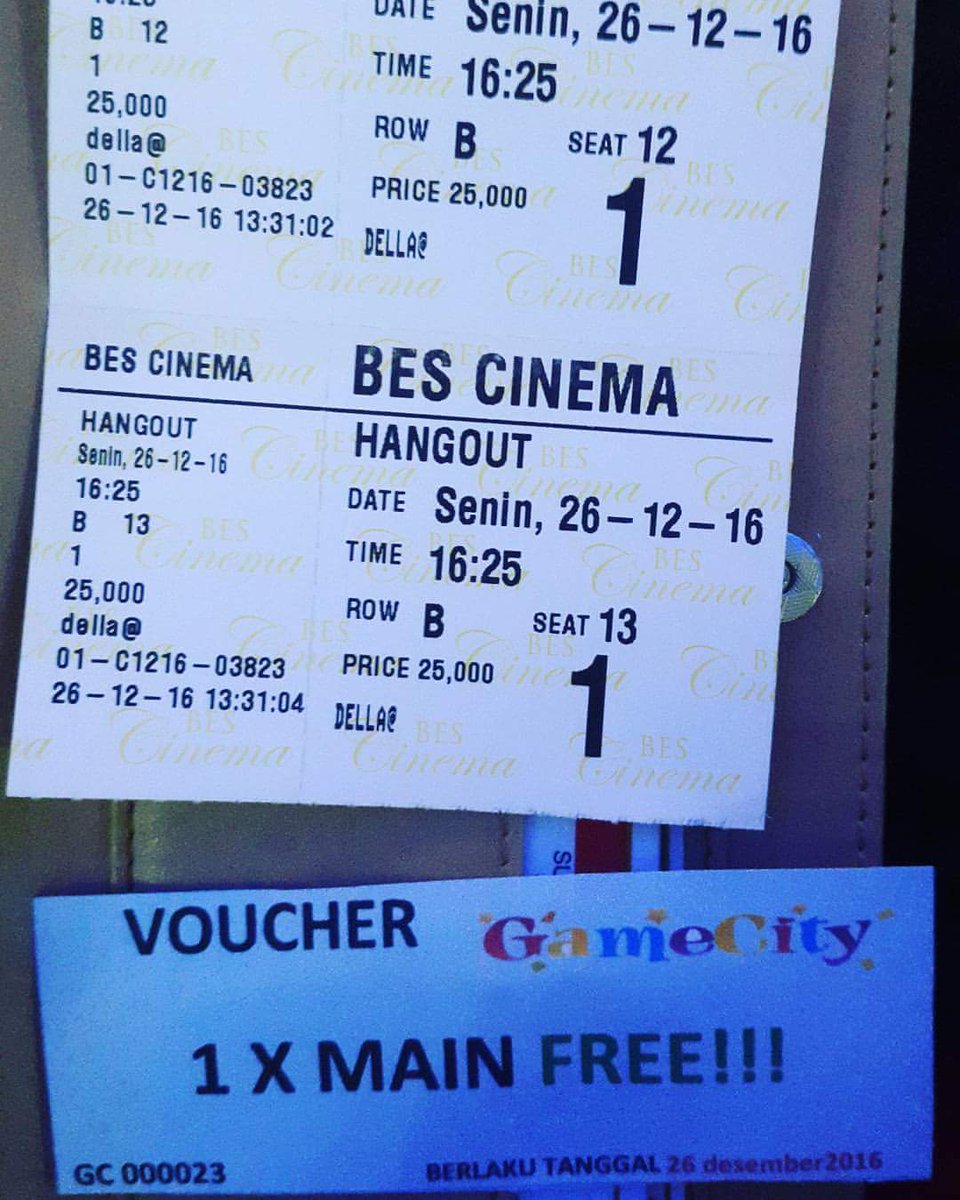 B 12
1
25,000
della@
01-C1216-03823
26-12-16 13:31:02
DATE Senin, 26-12-16
TIME 16:25
ROW B SEAT 12
PRICE 25,000 1
DELLA@
BES CINEMA
HANGOUT
Senin, 26-12-16
16:25
B 13
1
25,000
della@
01-C1216-03823
26-12-16 13:31:04
BES CINEMA
HANGOUT
DATE Senin, 26-12-16
TIME 16:25
ROW B SEAT 13
PRICE 25,000 1
DELLA@
BES Cinema
VOUCHER GameCity
1 X MAIN FREE!!!
GC 000023 BERLAKU TANGGAL 26 desember2016